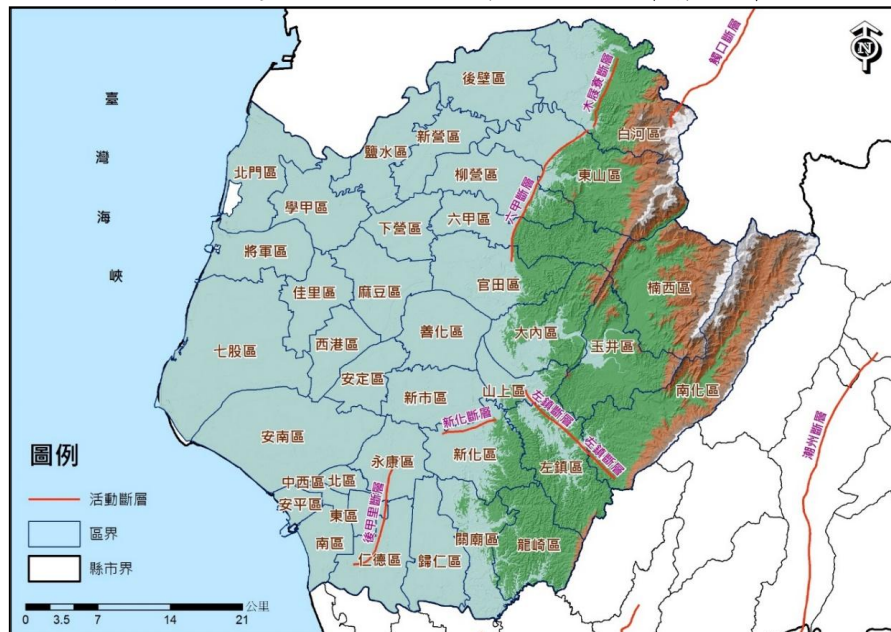 N
臺灣海峽
觸口斷層
木屐寮斷層
後壁區
白河區
新營區
鹽水區
北門區
柳營區
東山區
學甲區
六甲斷層
下營區
六甲區
將軍區
官田區
楠西區
佳里區
麻豆區
大內區
善化區
玉井區
七股區
西港區
安定區
南化區
山上區
新市區
左鎮斷層
新化斷層
安南區
左鎮斷層
潮州斷層
永康區
新化區
左鎮區
中西區
北區
安平區
東區
後甲里斷層
關廟區
龍崎區
南區
仁德區
歸仁區
圖例
活動斷層
區界
縣市界
公里
0 3.5 7 14 21